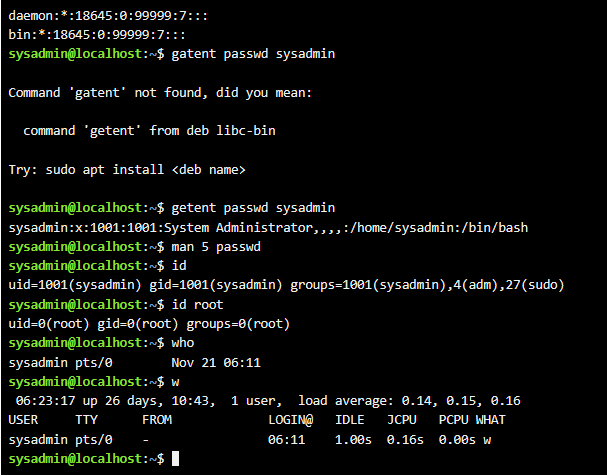 daemon:*:18645:0:99999:7:::
bin:*:18645:0:99999:7:::
sysadmin@localhost:~$ gatent passwd sysadmin
Command 'gatent' not found, did you mean:
command 'getent' from deb libc-bin
Try: sudo apt install <deb name>
sysadmin@localhost:~$ getent passwd sysadmin
sysadmin:x:1001:1001:System Administrator,,,,:/home/sysadmin:/bin/bash
sysadmin@localhost:~$ man 5 passwd
sysadmin@localhost:~$ id
uid=1001(sysadmin) gid=1001(sysadmin) groups=1001(sysadmin),4(adm),27(sudo)
sysadmin@localhost:~$ id root
uid=0(root) gid=0(root) groups=0(root)
sysadmin@localhost:~$ who
sysadmin pts/0        Nov 21 06:11
sysadmin@localhost:~$ w
 06:23:17 up 26 days, 10:43,  1 user,  load average: 0.14, 0.15, 0.16
USER     TTY      FROM             LOGIN@   IDLE   JCPU   PCPU WHAT
sysadmin pts/0    -                06:11    1.00s  0.16s  0.00s w
sysadmin@localhost:~$